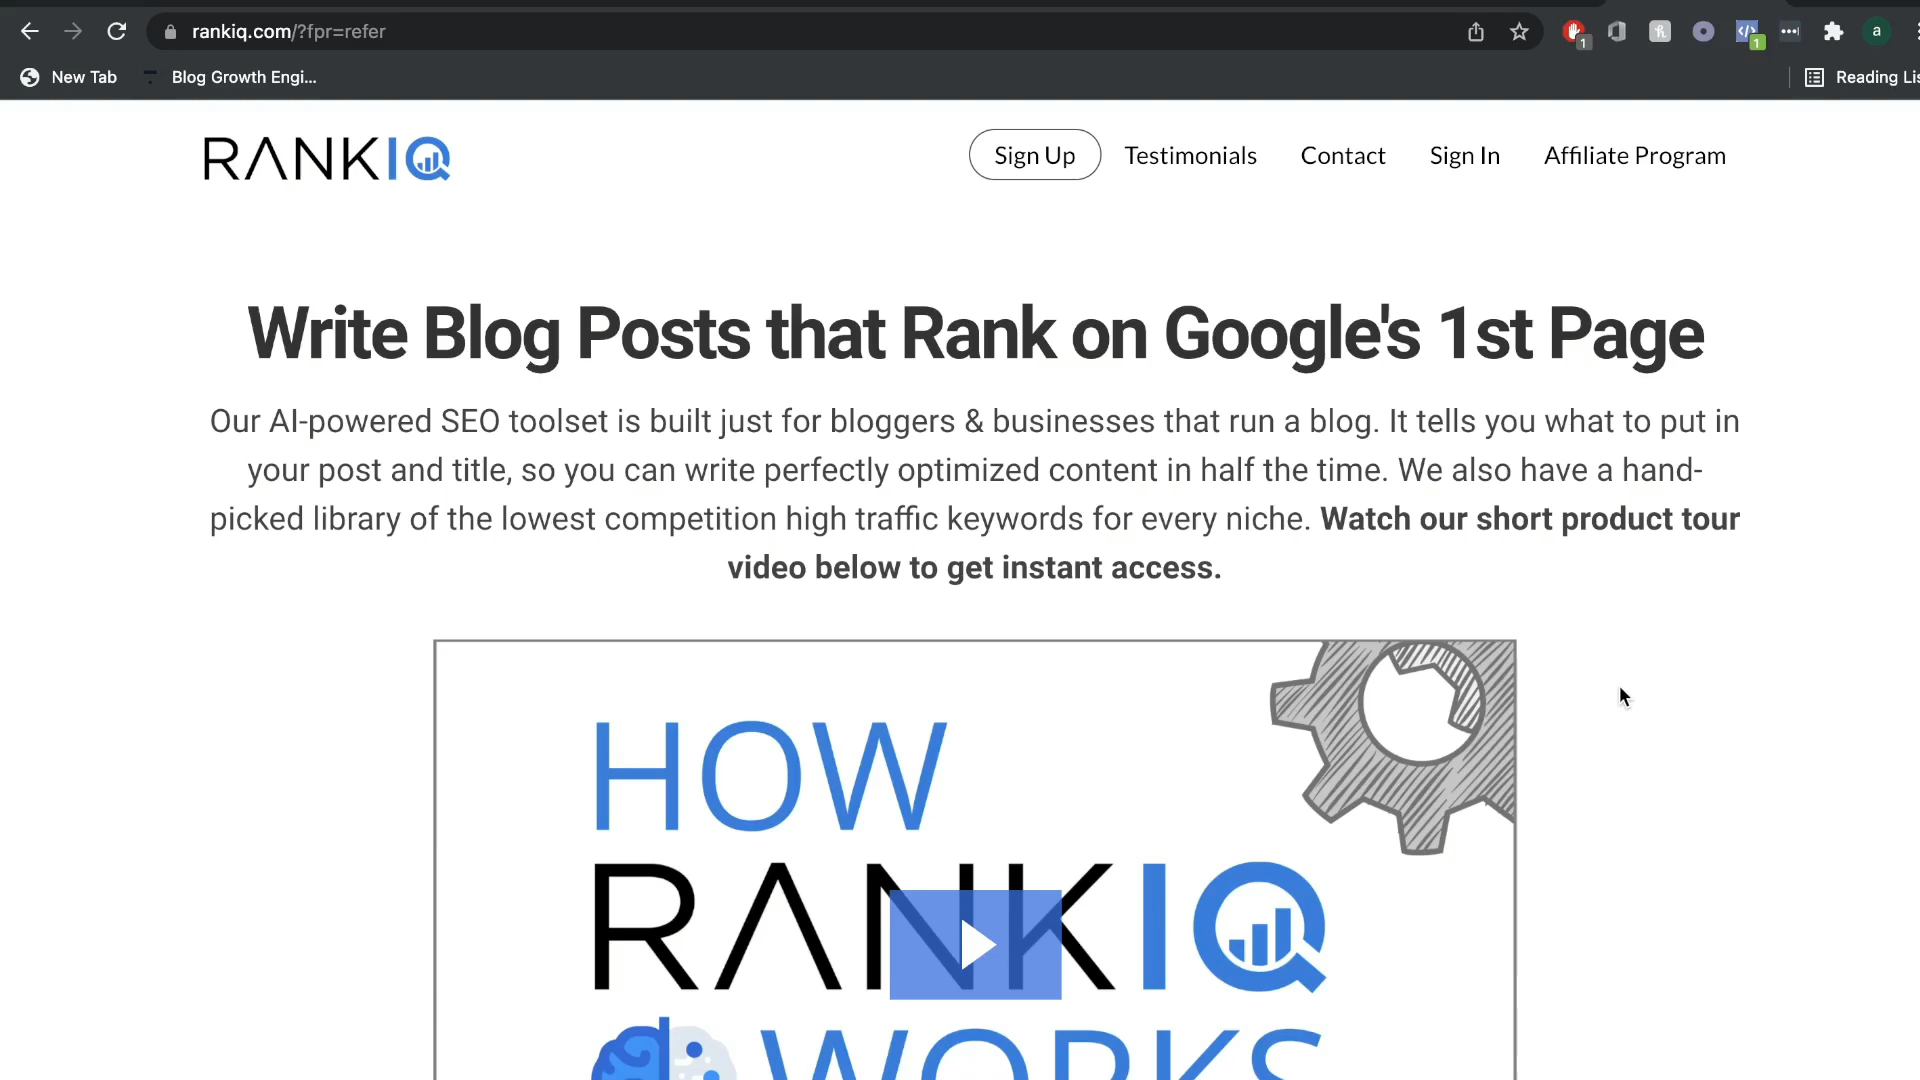 rankiq.com/?fpr=refer
1
1
a
New Tab
Blog Growth Engi...
Reading Lis
RANKIQ
Sign Up
Testimonials
Contact
Sign In
Affiliate Program
Write Blog Posts that Rank on Google's 1st Page
Our AI-powered SEO toolset is built just for bloggers & businesses that run a blog. It tells you what to put in
your post and title, so you can write perfectly optimized content in half the time. We also have a hand-
picked library of the lowest competition high traffic keywords for every niche. Watch our short product tour
video below to get instant access.
HOW
RANKIQ
WORKS